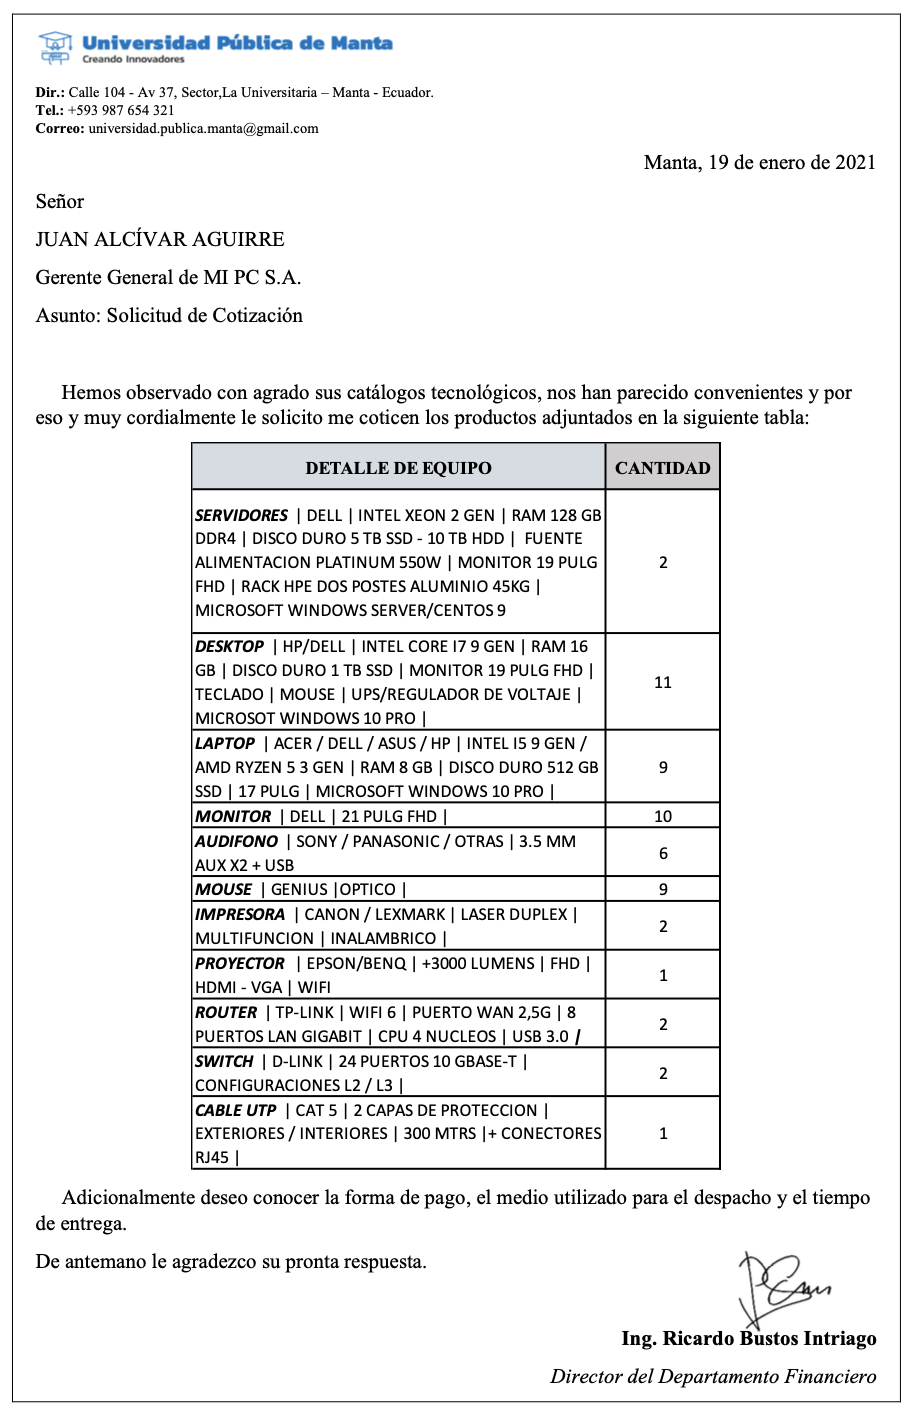 Universidad Pública de Manta
Creando Innovadores
Dir.: Calle 104 - Av 37, Sector,La Universitaria – Manta - Ecuador.
Tel.: +593 987 654 321
Correo: universidad.publica.manta@gmail.com
Manta, 19 de enero de 2021
Señor
JUAN ALCÍVAR AGUIRRE
Gerente General de MI PC S.A.
Asunto: Solicitud de Cotización
Hemos observado con agrado sus catálogos tecnológicos, nos han parecido convenientes y por
eso y muy cordialmente le solicito me coticen los productos adjuntados en la siguiente tabla:
DETALLE DE EQUIPO CANTIDAD
SERVIDORES | DELL | INTEL XEON 2 GEN | RAM 128 GB
DDR4 | DISCO DURO 5 TB SSD - 10 TB HDD | FUENTE
ALIMENTACION PLATINUM 550W | MONITOR 19 PULG
FHD | RACK HPE DOS POSTES ALUMINIO 45KG |
MICROSOFT WINDOWS SERVER/CENTOS 9
2
DESKTOP | HP/DELL | INTEL CORE I7 9 GEN | RAM 16
GB | DISCO DURO 1 TB SSD | MONITOR 19 PULG FHD |
TECLADO | MOUSE | UPS/REGULADOR DE VOLTAJE |
MICROSOT WINDOWS 10 PRO |
11
LAPTOP | ACER / DELL / ASUS / HP | INTEL I5 9 GEN /
AMD RYZEN 5 3 GEN | RAM 8 GB | DISCO DURO 512 GB
SSD | 17 PULG | MICROSOFT WINDOWS 10 PRO |
9
MONITOR | DELL | 21 PULG FHD | 10
AUDIFONO | SONY / PANASONIC / OTRAS | 3.5 MM
AUX X2 + USB
6
MOUSE | GENIUS |OPTICO | 9
IMPRESORA | CANON / LEXMARK | LASER DUPLEX |
MULTIFUNCION | INALAMBRICO |
2
PROYECTOR | EPSON/BENQ | +3000 LUMENS | FHD |
HDMI - VGA | WIFI
1
ROUTER | TP-LINK | WIFI 6 | PUERTO WAN 2,5G | 8
PUERTOS LAN GIGABIT | CPU 4 NUCLEOS | USB 3.0 |
2
SWITCH | D-LINK | 24 PUERTOS 10 GBASE-T |
CONFIGURACIONES L2 / L3 |
2
CABLE UTP | CAT 5 | 2 CAPAS DE PROTECCION |
EXTERIORES / INTERIORES | 300 MTRS |+ CONECTORES
RJ45 |
1
Adicionalmente deseo conocer la forma de pago, el medio utilizado para el despacho y el tiempo
de entrega.
De antemano le agradezco su pronta respuesta.
Ing. Ricardo Bustos Intriago
Director del Departamento Financiero